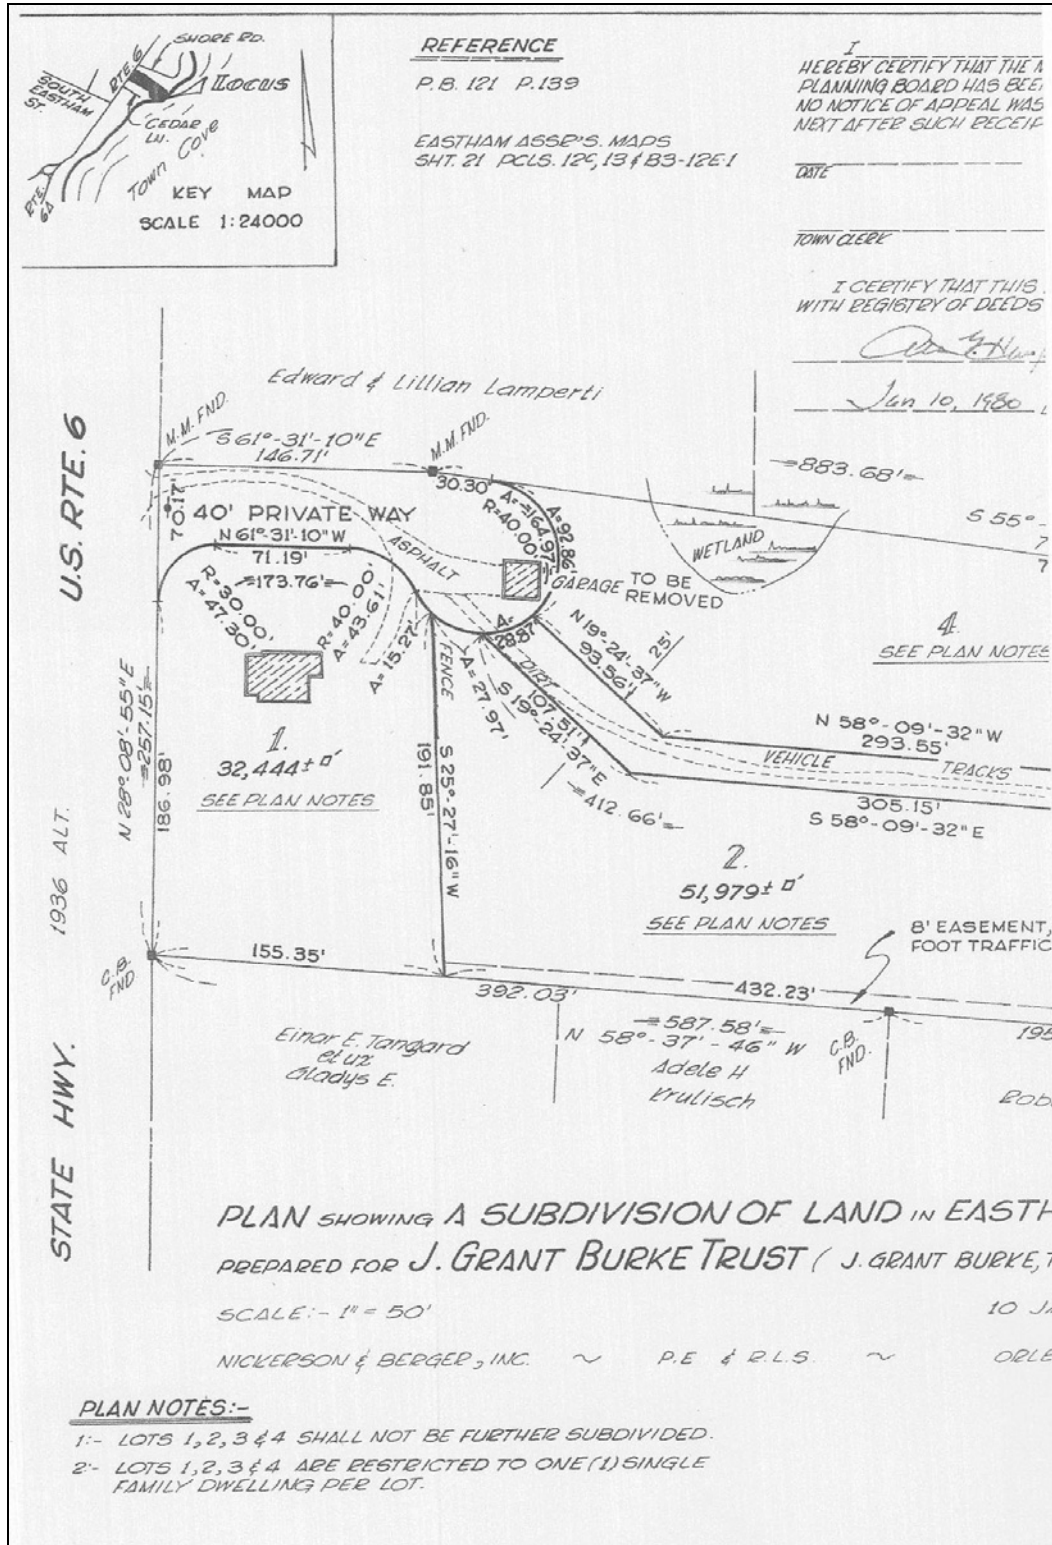 SHORE RD.
RTE. 6
LOCUS
SOUTH
EASTHAM
ST.
CEDAR
LN.
Town Cove
RTE.
6A
KEY MAP
SCALE 1:24000
REFERENCE
P.B. 121 P.139
EASTHAM ASSR'S. MAPS
SHT. 21 PCLS. 12C, 13 & B3-12E-1
I
HEREBY CERTIFY THAT THE
PLANNING BOARD HAS BEE
NO NOTICE OF APPEAL WAS
NEXT AFTER SUCH RECEIP
DATE
TOWN CLERK
I CERTIFY THAT THIS
WITH REGISTRY OF DEEDS
Jan 10, 1980
Edward & Lillian Lamperti
M.M. FND.
S 61°-31'-10" E
146.71'
M.M. FND.
883.68'
30.30'
A=164.97'
R=40.00'
A=92.86'
S 55°-
7
7
WETLAND
70.17'
40' PRIVATE WAY
N 61°-31'-10" W
71.19'
173.76'
ASPHALT
R=30.00'
A=47.30'
R=40.00'
A=43.61'
A=15.27'
GARAGE TO BE
REMOVED
A=
28.87'
N 19°-24'-37" W
93.56'
25'
4.
SEE PLAN NOTES
U.S. RTE. 6
N 28°-08'-55" E
257.15'
186.98'
FENCE
A=27.97'
DIRT
107.51'
S 19°-24'-37" E
412.66'
N 58°-09'-32" W
293.55'
VEHICLE TRACKS
305.15'
S 58°-09'-32" E
1.
32,444±
SEE PLAN NOTES
191.85'
S 25°-27'-16" W
2.
51,979±
SEE PLAN NOTES
8' EASEMENT,
FOOT TRAFFIC
1936 ALT.
C.B.
FND
155.35'
392.03'
432.23'
587.58'
N 58°-37'-46" W
C.B.
FND.
195
Einar E. Tangard
et ux
Gladys E.
Adele H
Krulisch
Rob
STATE HWY.
PLAN SHOWING A SUBDIVISION OF LAND IN EASTH
PREPARED FOR J. GRANT BURKE TRUST ( J. GRANT BURKE, T
SCALE:- 1" = 50'
10 JA
NICKERSON & BERGER, INC. ~ P.E & R.L.S. ~ ORLE
PLAN NOTES:-
1:- LOTS 1, 2, 3 & 4 SHALL NOT BE FURTHER SUBDIVIDED.
2:- LOTS 1, 2, 3 & 4 ARE RESTRICTED TO ONE (1) SINGLE
FAMILY DWELLING PER LOT.